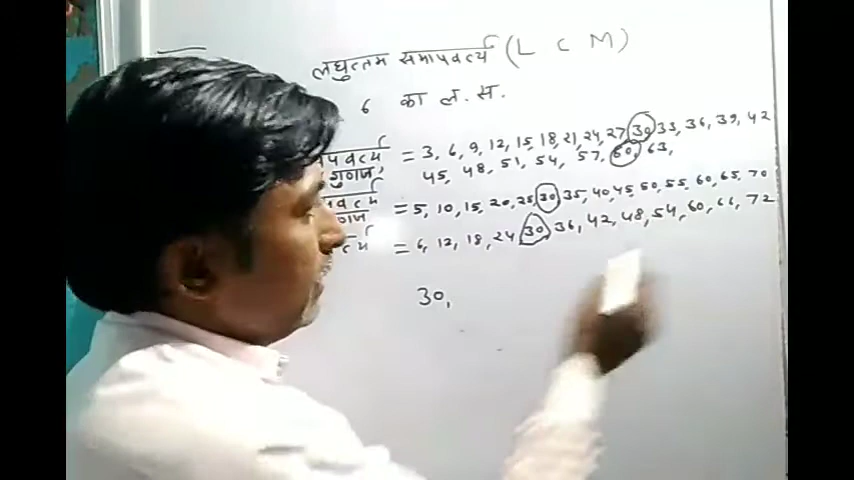 लघुत्तम समापवर्त्य (L C M)
6 का ल. स.
= 3, 6, 9, 12, 15, 18, 21, 24, 27, 30, 33, 36, 39, 42
गुणज 45, 48, 51, 54, 57, 60, 63,
= 5, 10, 15, 20, 25, 30, 35, 40, 45, 50, 55, 60, 65, 70
गुणज
= 6, 12, 18, 24, 30, 36, 42, 48, 54, 60, 66, 72
30,